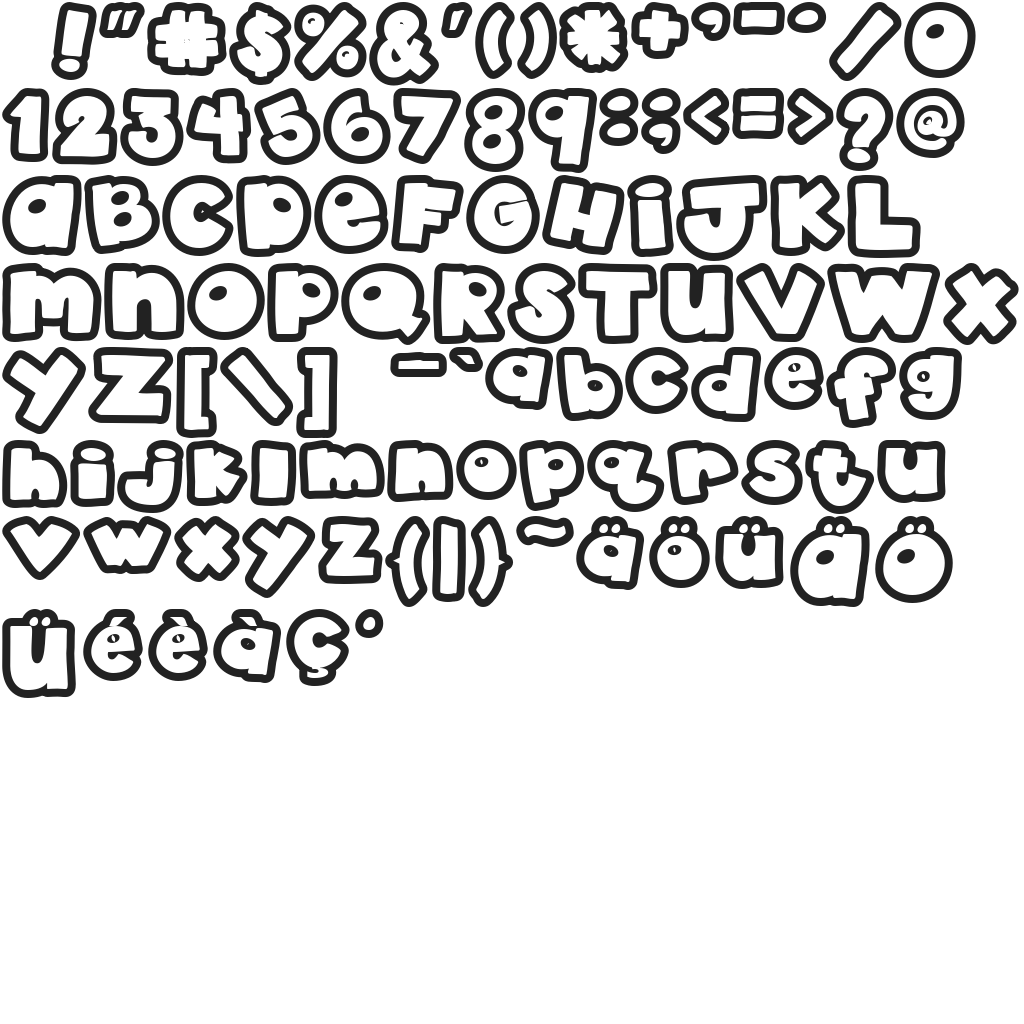 !"#$%&'()*+,-./0
123456789:;<=>?@
ABCDEFGHIJKL
MNOPQRSTUVWX
YZ[\]_`abcdefg
hijklmnopqrstu
vwxyz{|}~äöüÄÖ
Üéèàç°